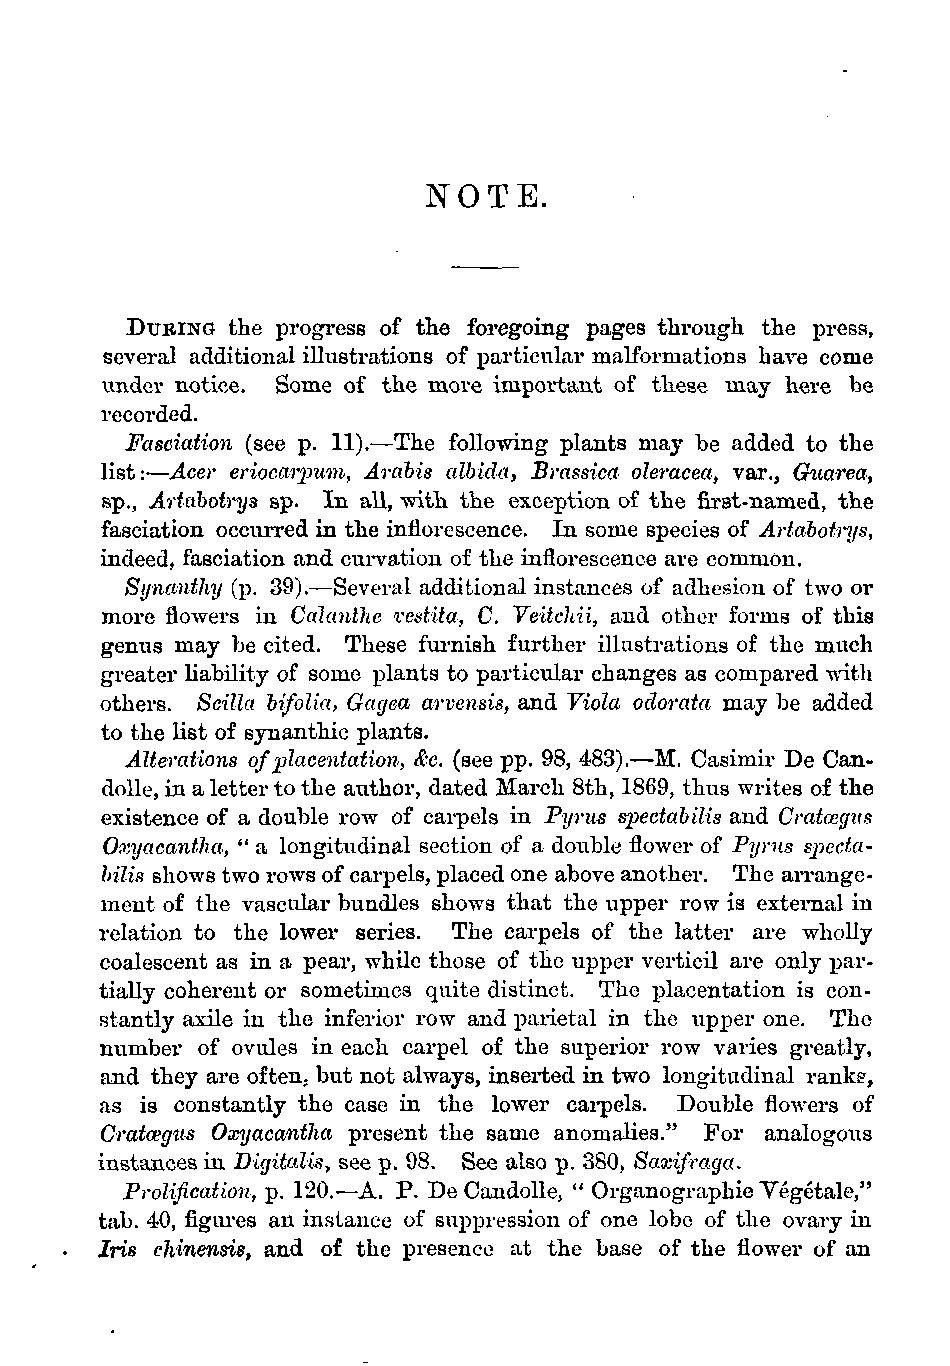 NOTE.
DURING the progress of the foregoing pages through the press,
several additional illustrations of particular malformations have come
under notice. Some of the more important of these may here be
recorded.
Fasciation (see p. 11).—The following plants may be added to the
list:—Acer eriocarpum, Arabis albida, Brassica oleracea, var., Guarea,
sp., Artabotrys sp. In all, with the exception of the first-named, the
fasciation occurred in the inflorescence. In some species of Artabotrys,
indeed, fasciation and curvation of the inflorescence are common.
Synanthy (p. 39).—Several additional instances of adhesion of two or
more flowers in Calanthe vestita, C. Veitchii, and other forms of this
genus may be cited. These furnish further illustrations of the much
greater liability of some plants to particular changes as compared with
others. Scilla bifolia, Gagea arvensis, and Viola odorata may be added
to the list of synanthic plants.
Alterations of placentation, &c. (see pp. 98, 483).—M. Casimir De Can-
dolle, in a letter to the author, dated March 8th, 1869, thus writes of the
existence of a double row of carpels in Pyrus spectabilis and Cratægus
Oxyacantha, “ a longitudinal section of a double flower of Pyrus specta-
bilis shows two rows of carpels, placed one above another. The arrange-
ment of the vascular bundles shows that the upper row is external in
relation to the lower series. The carpels of the latter are wholly
coalescent as in a pear, while those of the upper verticil are only par-
tially coherent or sometimes quite distinct. The placentation is con-
stantly axile in the inferior row and parietal in the upper one. The
number of ovules in each carpel of the superior row varies greatly,
and they are often, but not always, inserted in two longitudinal ranks,
as is constantly the case in the lower carpels. Double flowers of
Cratægus Oxyacantha present the same anomalies.” For analogous
instances in Digitalis, see p. 98. See also p. 380, Saxifraga.
Prolification, p. 120.—A. P. De Candolle, “ Organographie Végétale,”
tab. 40, figures an instance of suppression of one lobe of the ovary in
Iris chinensis, and of the presence at the base of the flower of an